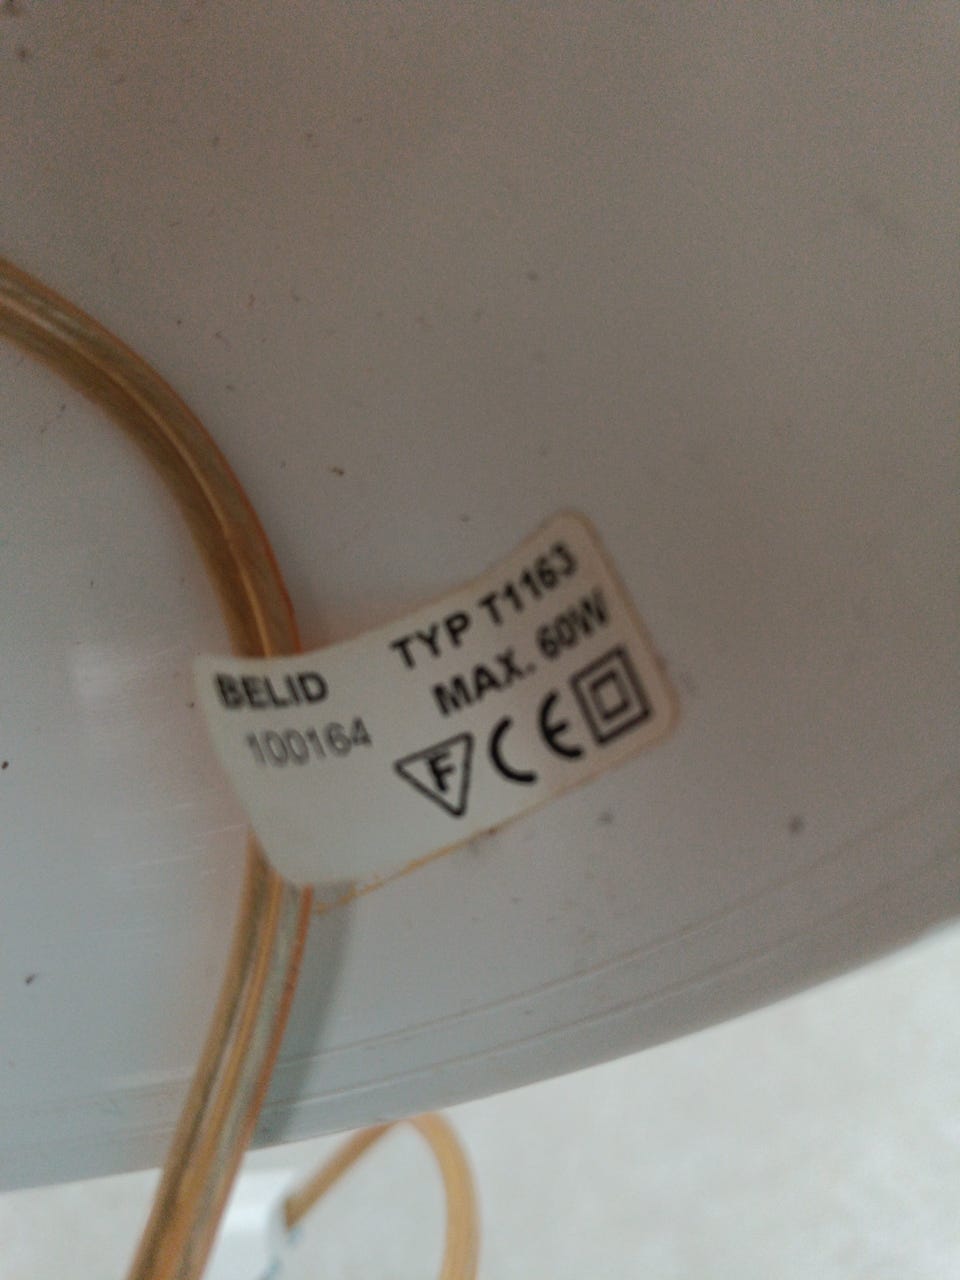 BELID TYP T1163
100164 MAX. 60W
F CE